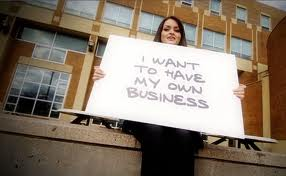 I WANT
TO HAVE
MY OWN
BUSINESS